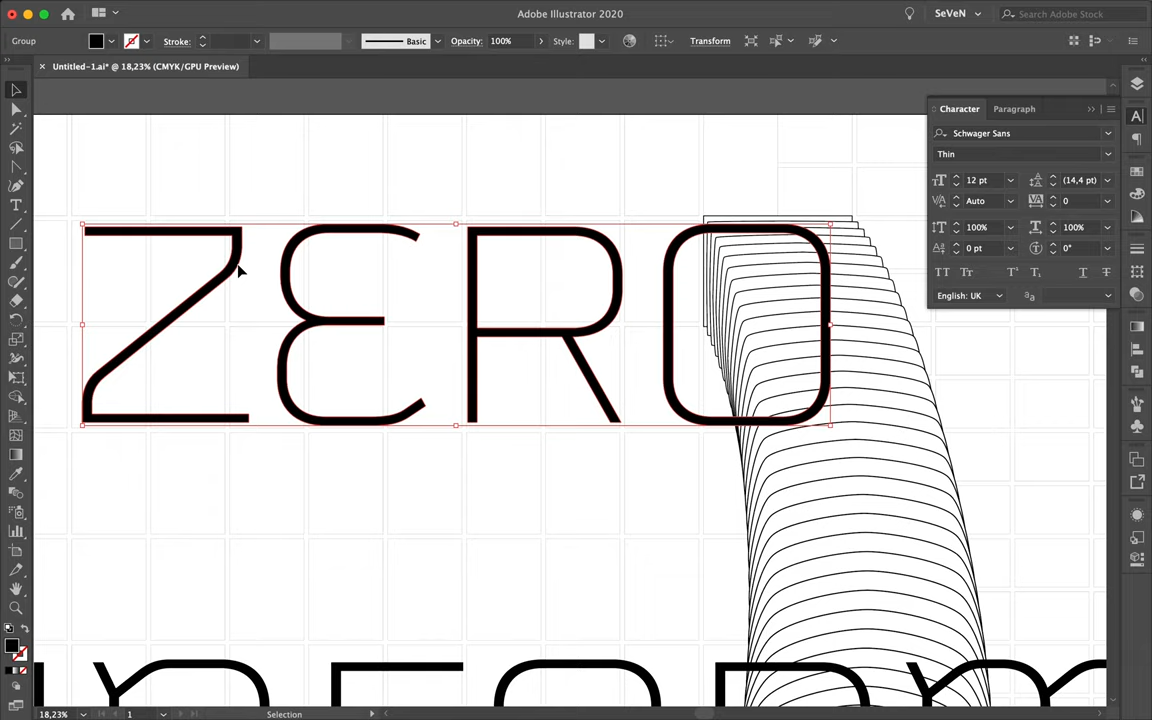 Adobe Illustrator 2020
SeVeN
Search Adobe Stock
Group
Stroke:
Basic
Opacity:
100%
Style:
Transform
Untitled-1.ai* @ 18,23% (CMYK/GPU Preview)
Character
Paragraph
Schwager Sans
Thin
12 pt
(14,4 pt)
Auto
0
100%
100%
0 pt
0°
English: UK
ZERO
18,23%
1
Selection